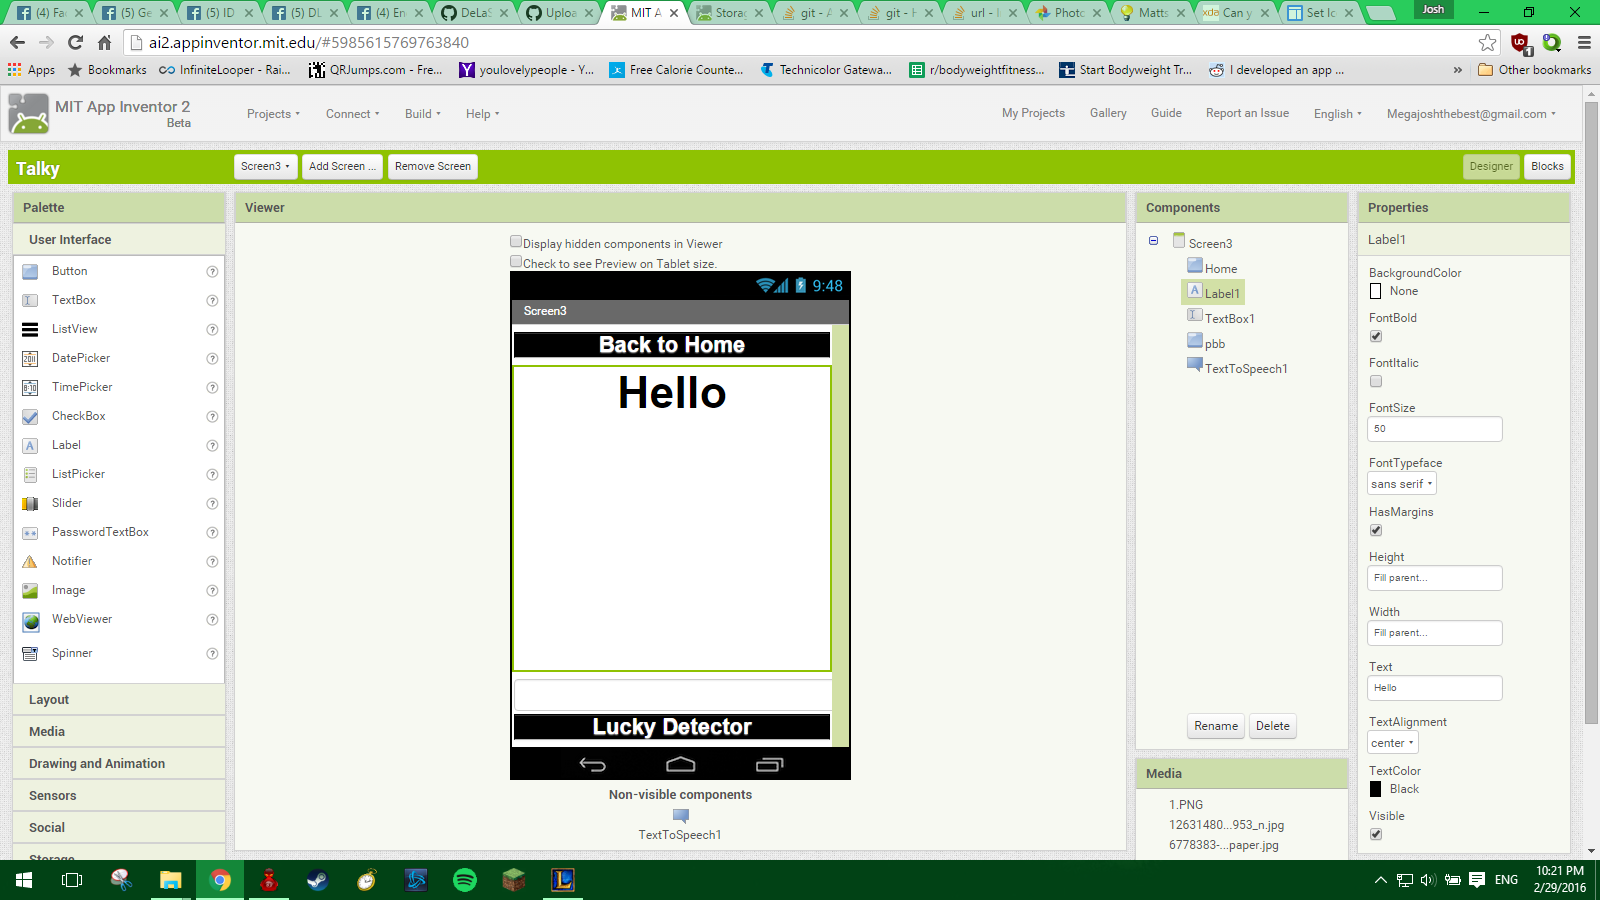 (4) Fa
(5) Ge
(5) ID
(5) DL
(4) En
DeLaS
Uploa
MIT A
Storag
git - A
git - H
url - I
Photo
Matts
Can y
Set Ic
Josh
ai2.appinventor.mit.edu/#5985615769763840
Apps
Bookmarks
InfiniteLooper - Rai...
QRJumps.com - Fre...
youlovelypeople - Y...
Free Calorie Counte...
Technicolor Gatewa...
r/bodyweightfitness...
Start Bodyweight Tr...
I developed an app ...
»
Other bookmarks
MIT App Inventor 2
Beta
Projects
Connect
Build
Help
My Projects
Gallery
Guide
Report an Issue
English
Megajoshthebest@gmail.com
Talky
Screen3
Add Screen ...
Remove Screen
Designer
Blocks
Palette
User Interface
Button
TextBox
ListView
DatePicker
TimePicker
CheckBox
Label
ListPicker
Slider
PasswordTextBox
Notifier
Image
WebViewer
Spinner
Layout
Media
Drawing and Animation
Sensors
Social
Storage
Viewer
Display hidden components in Viewer
Check to see Preview on Tablet size.
9:48
Screen3
Back to Home
Hello
Lucky Detector
Non-visible components
TextToSpeech1
Components
Screen3
Home
Label1
TextBox1
pbb
TextToSpeech1
Rename
Delete
Media
1.PNG
12631480...953_n.jpg
6778383-...paper.jpg
Properties
Label1
BackgroundColor
None
FontBold
FontItalic
FontSize
50
FontTypeface
sans serif
HasMargins
Height
Fill parent...
Width
Fill parent...
Text
Hello
TextAlignment
center
TextColor
Black
Visible
ENG
10:21 PM
2/29/2016